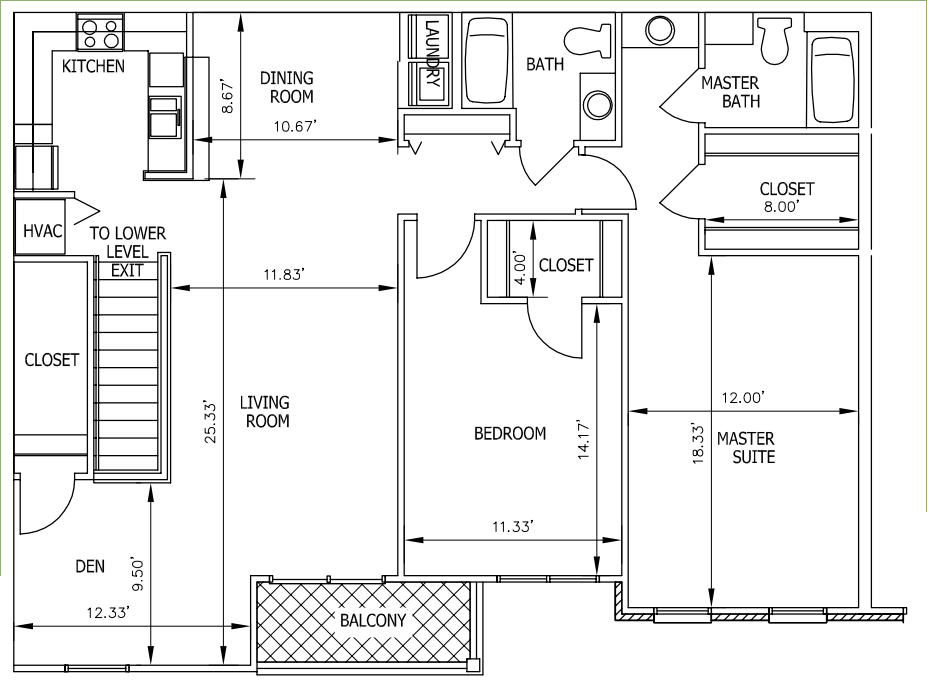 KITCHEN
8.67'
DINING
ROOM
10.67'
LAUNDRY
BATH
MASTER
BATH
CLOSET
8.00'
HVAC
TO LOWER
LEVEL
EXIT
11.83'
4.00'
CLOSET
CLOSET
25.33'
LIVING
ROOM
BEDROOM
14.17'
11.33'
12.00'
18.33'
MASTER
SUITE
DEN
9.50'
12.33'
BALCONY